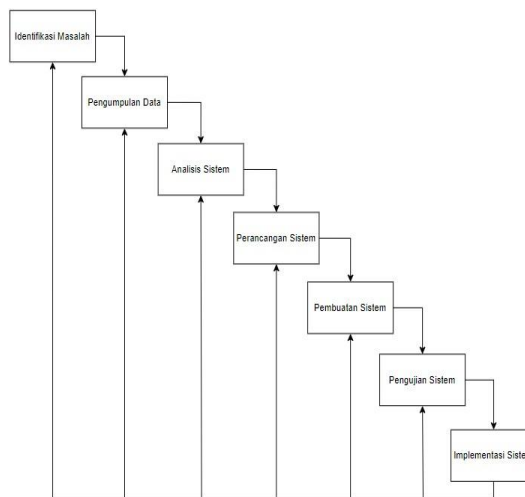 Identifikasi Masalah
Pengumpulan Data
Analisis Sistem
Perancangan Sistem
Pembuatan Sistem
Pengujian Sistem
Implementasi Siste